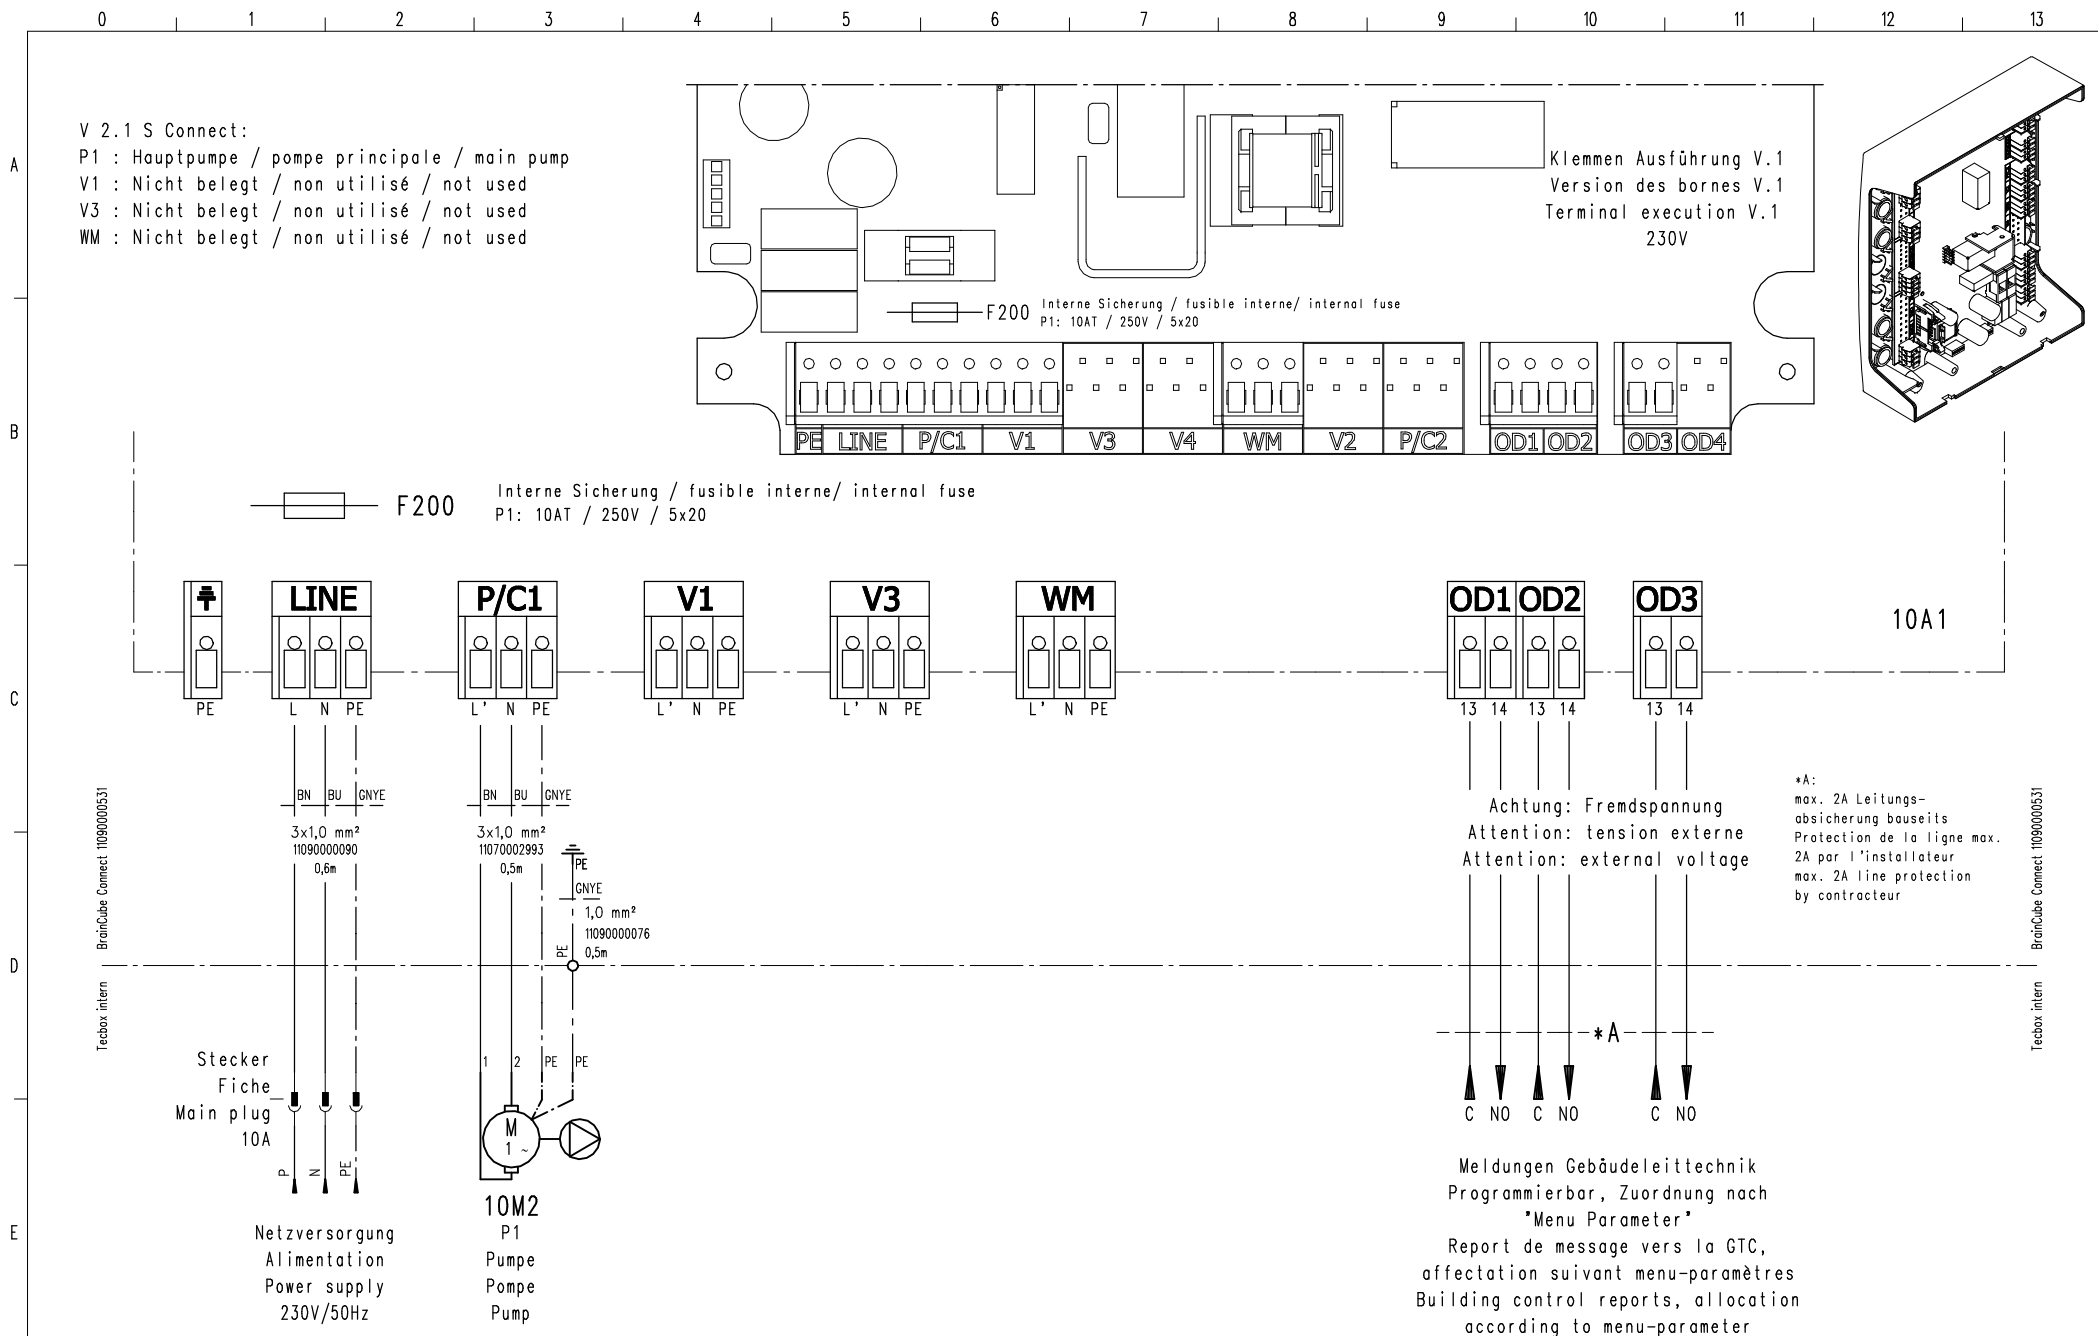 0 1 2 3 4 5 6 7 8 9 10 11 12 13
A
B
C
D
E
V 2.1 S Connect:
P1 : Hauptpumpe / pompe principale / main pump
V1 : Nicht belegt / non utilisé / not used
V3 : Nicht belegt / non utilisé / not used
WM : Nicht belegt / non utilisé / not used
Klemmen Ausführung V.1
Version des bornes V.1
Terminal execution V.1
230V
F200
Interne Sicherung / fusible interne/ internal fuse
P1: 10AT / 250V / 5x20
PE LINE P/C1 V1 V3 V4 WM V2 P/C2 OD1 OD2 OD3 OD4
F200
Interne Sicherung / fusible interne/ internal fuse
P1: 10AT / 250V / 5x20
LINE P/C1 V1 V3 WM OD1 OD2 OD3
10A1
PE L N PE L' N PE L' N PE L' N PE L' N PE 13 14 13 14 13 14
BrainCube Connect 11090000531
Tecbox intern
BN BU GNYE
3x1,0 mm²
11090000090
0,6m
BN BU GNYE
3x1,0 mm²
11070002993
0,5m
PE
GNYE
1,0 mm²
11090000076
0,5m
PE
Achtung: Fremdspannung
Attention: tension externe
Attention: external voltage
*A:
max. 2A Leitungs-
absicherung bauseits
Protection de la ligne max.
2A par l'installateur
max. 2A line protection
by contracteur
BrainCube Connect 11090000531
Tecbox intern
*A
Stecker
Fiche
Main plug
10A
P N PE
Netzversorgung
Alimentation
Power supply
230V/50Hz
1 2 PE PE
M
1 ~
10M2
P1
Pumpe
Pompe
Pump
C NO C NO C NO
Meldungen Gebäudeleittechnik
Programmierbar, Zuordnung nach
"Menu Parameter"
Report de message vers la GTC,
affectation suivant menu-paramètres
Building control reports, allocation
according to menu-parameter